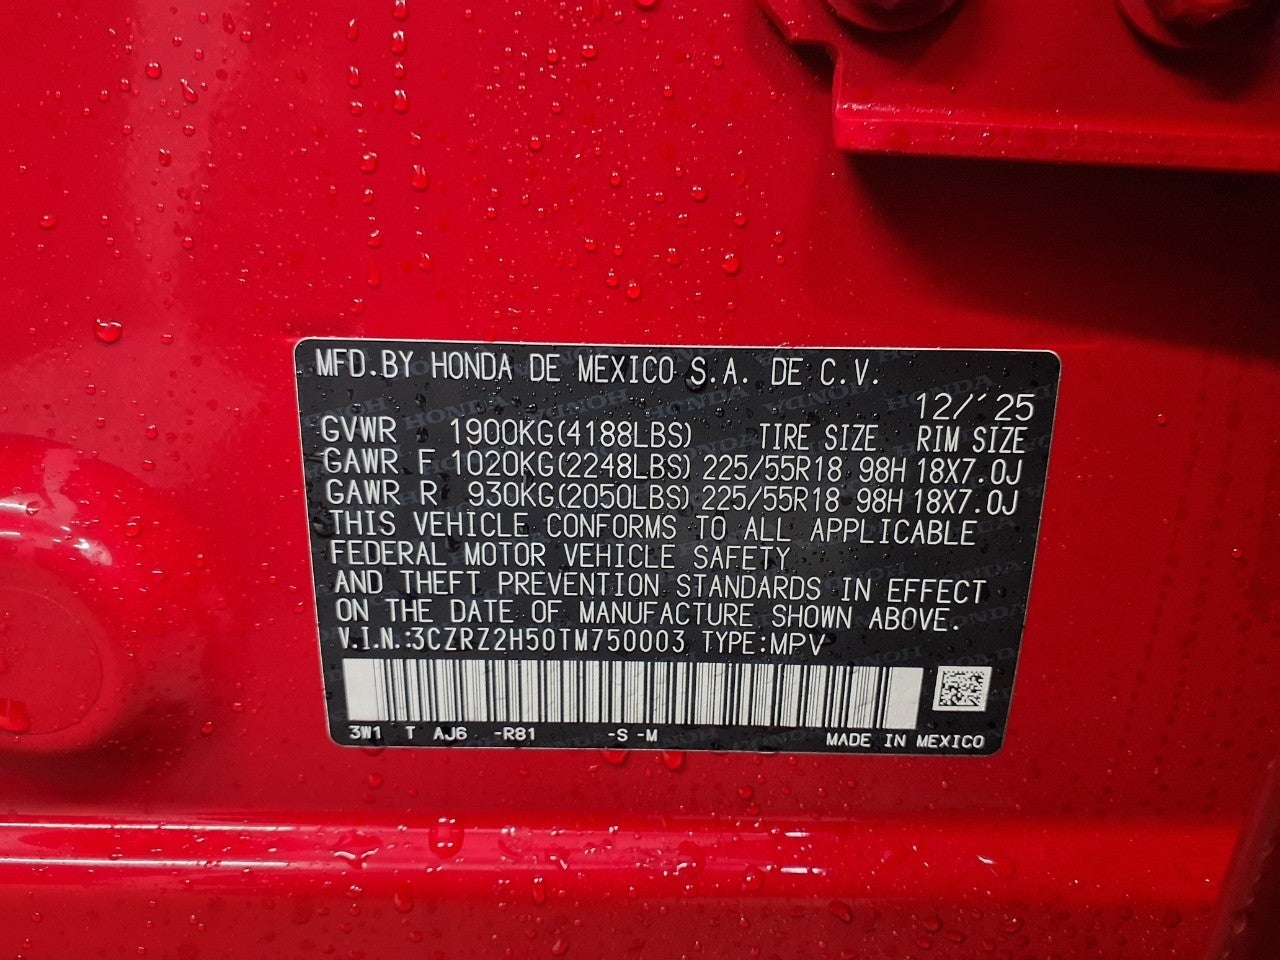 MFD.BY HONDA DE MEXICO S.A. DE C.V.
12/'25
GVWR 1900KG(4188LBS) TIRE SIZE RIM SIZE
GAWR F 1020KG(2248LBS) 225/55R18 98H 18X7.0J
GAWR R 930KG(2050LBS) 225/55R18 98H 18X7.0J
THIS VEHICLE CONFORMS TO ALL APPLICABLE
FEDERAL MOTOR VEHICLE SAFETY
AND THEFT PREVENTION STANDARDS IN EFFECT
ON THE DATE OF MANUFACTURE SHOWN ABOVE.
V.I.N.:3CZRZ2H50TM750003 TYPE:MPV
3W1 T AJ6 -R81 -S -M MADE IN MEXICO